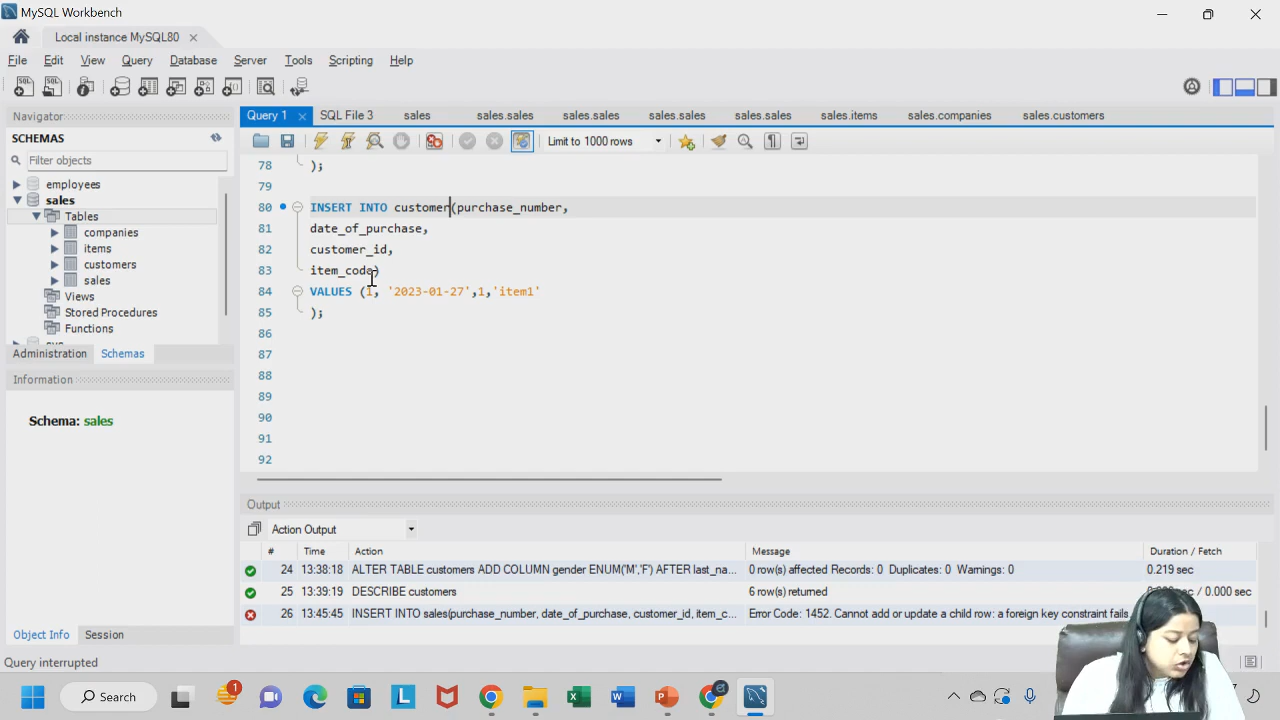 MySQL Workbench
Local instance MySQL80
File Edit View Query Database Server Tools Scripting Help
Navigator
Query 1 SQL File 3 sales sales.sales sales.sales sales.sales sales.sales sales.items sales.companies sales.customers
SCHEMAS
Limit to 1000 rows
Filter objects
employees
sales
Tables
companies
items
customers
sales
Views
Stored Procedures
Functions
Administration Schemas
Information
Schema: sales
Object Info Session
Query interrupted
78 );
79
80 INSERT INTO customer(purchase_number,
81 date_of_purchase,
82 customer_id,
83 item_code)
84 VALUES (1, '2023-01-27',1,'item1'
85 );
86
87
88
89
90
91
92
Output
Action Output
# Time Action Message Duration / Fetch
24 13:38:18 ALTER TABLE customers ADD COLUMN gender ENUM('M','F') AFTER last_na... 0 row(s) affected Records: 0 Duplicates: 0 Warnings: 0 0.219 sec
25 13:39:19 DESCRIBE customers 6 row(s) returned sec / 0.000 sec
26 13:45:45 INSERT INTO sales(purchase_number, date_of_purchase, customer_id, item_c... Error Code: 1452. Cannot add or update a child row: a foreign key constraint fails
Search
1